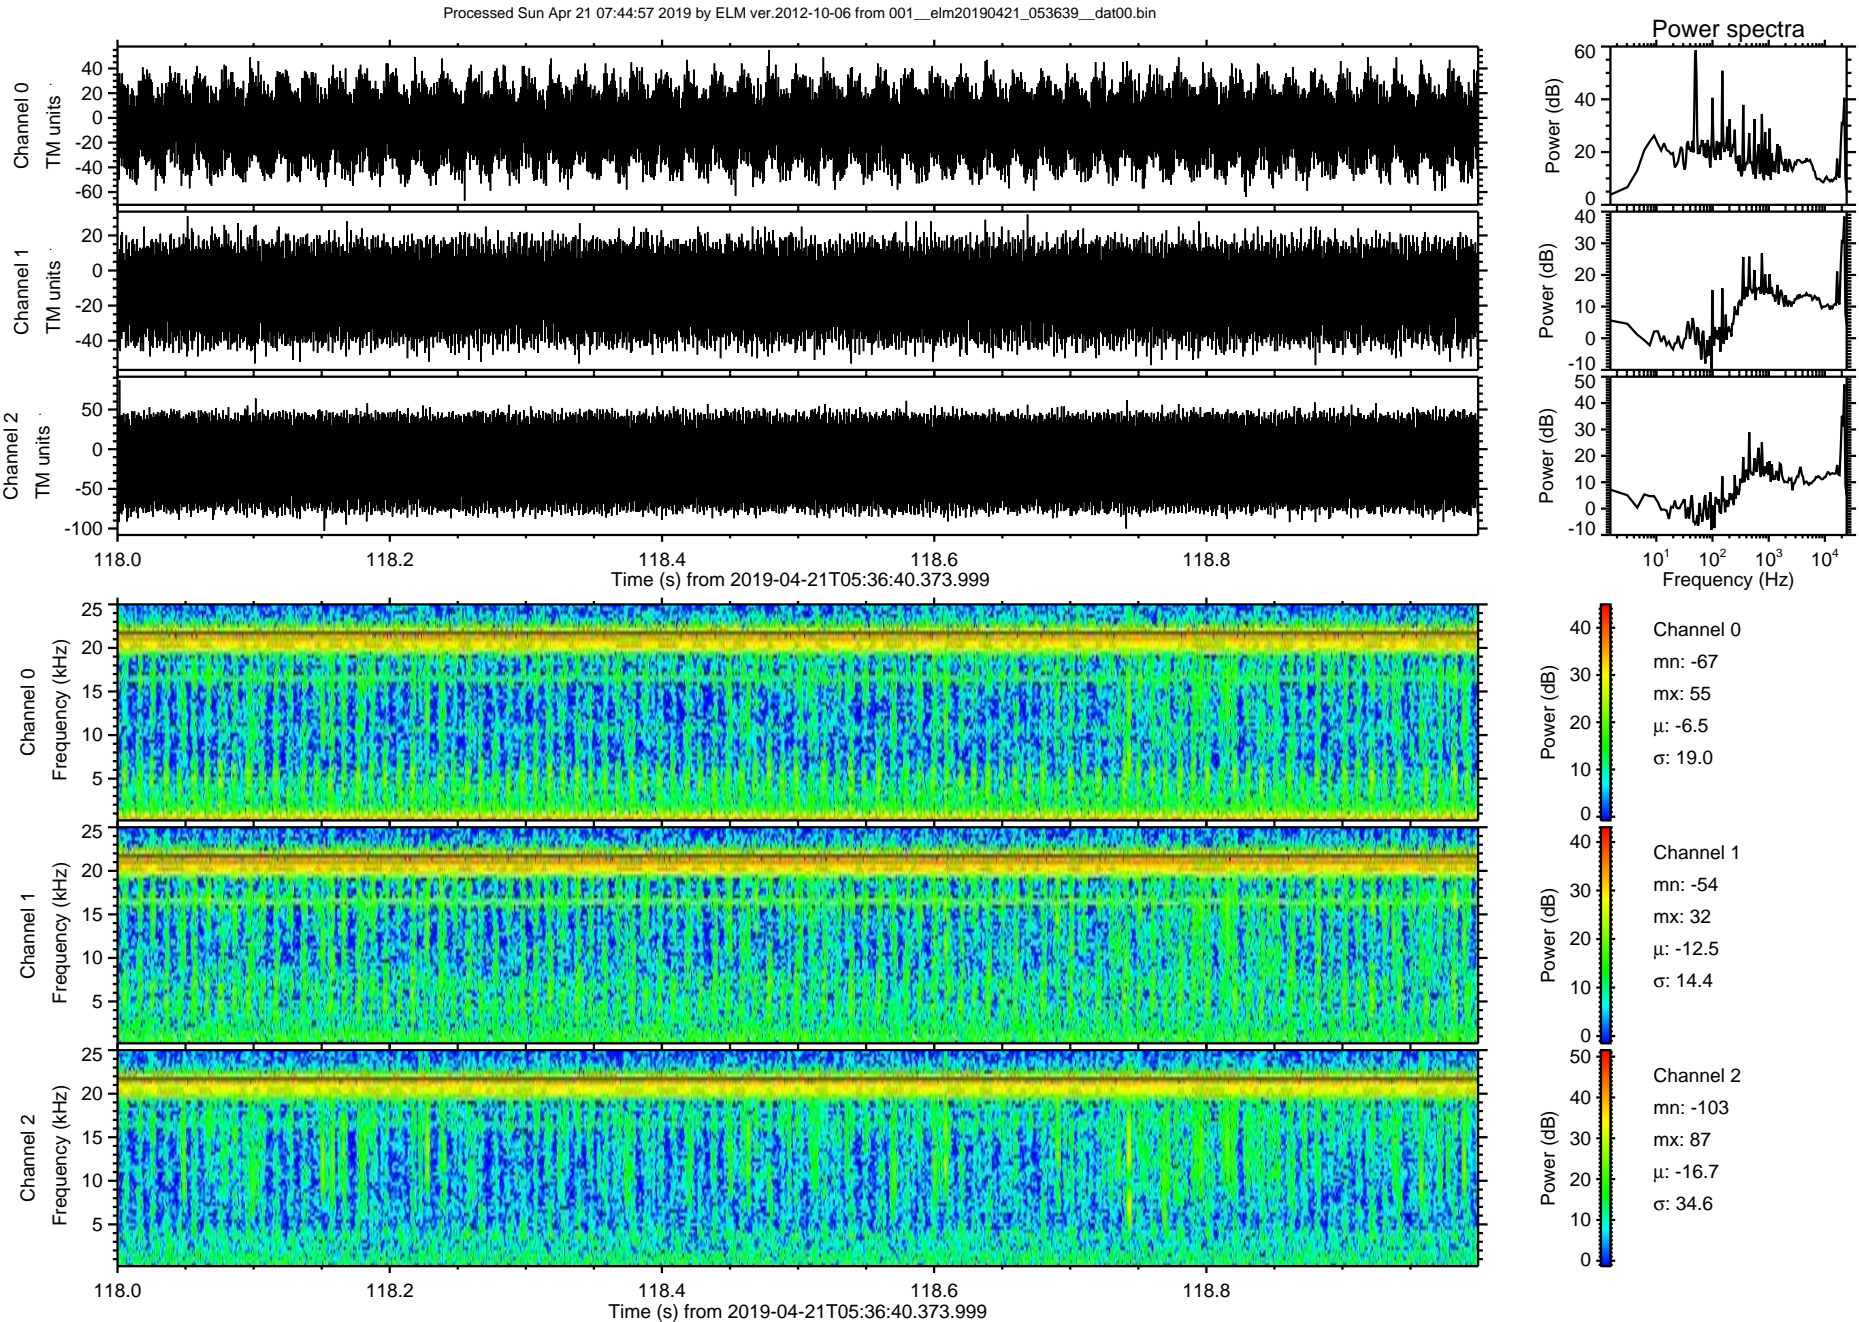 Processed Sun Apr 21 07:44:57 2019 by ELM ver.2012-10-06 from 001__elm20190421_053639__dat00.bin
Power spectra
Channel 0
TM units
40
20
0
-20
-40
-60
Power (dB)
60
40
20
0
Channel 1
TM units
20
0
-20
-40
Power (dB)
40
30
20
10
0
-10
Channel 2
TM units
50
0
-50
-100
Power (dB)
50
40
30
20
10
0
-10
118.0 118.2 118.4 118.6 118.8
Time (s) from 2019-04-21T05:36:40.373.999
10¹ 10² 10³ 10⁴
Frequency (Hz)
Channel 0
Frequency (kHz)
25
20
15
10
5
Power (dB)
40
30
20
10
0
Channel 0
mn: -67
mx: 55
μ: -6.5
σ: 19.0
Channel 1
Frequency (kHz)
25
20
15
10
5
Power (dB)
40
30
20
10
0
Channel 1
mn: -54
mx: 32
μ: -12.5
σ: 14.4
Channel 2
Frequency (kHz)
25
20
15
10
5
Power (dB)
50
40
30
20
10
0
Channel 2
mn: -103
mx: 87
μ: -16.7
σ: 34.6
118.0 118.2 118.4 118.6 118.8
Time (s) from 2019-04-21T05:36:40.373.999